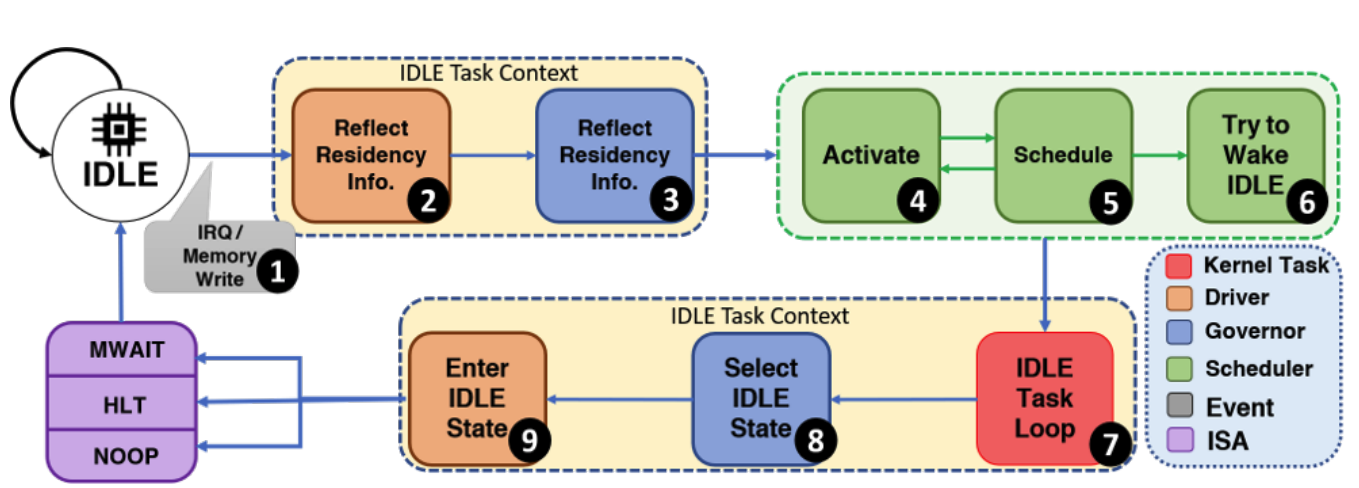 IDLE Task Context
IDLE
Reflect
Residency
Info.
2
Reflect
Residency
Info.
3
Activate
4
Schedule
5
Try to
Wake
IDLE
6
IRQ /
Memory
Write
1
Kernel Task
Driver
Governor
Scheduler
Event
ISA
IDLE Task Context
MWAIT
HLT
NOOP
Enter
IDLE
State
9
Select
IDLE
State
8
IDLE
Task
Loop
7